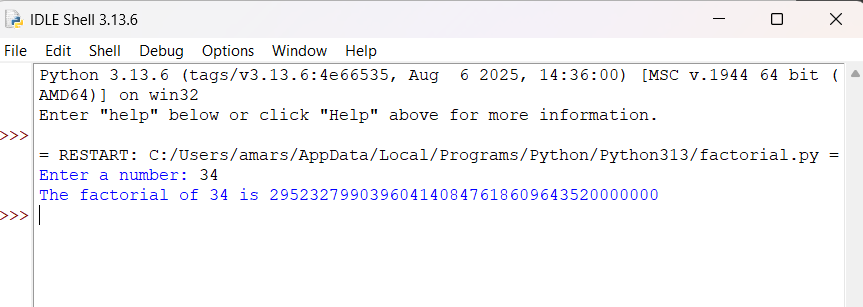 IDLE Shell 3.13.6
File Edit Shell Debug Options Window Help
Python 3.13.6 (tags/v3.13.6:4e66535, Aug  6 2025, 14:36:00) [MSC v.1944 64 bit (
AMD64)] on win32
Enter "help" below or click "Help" above for more information.
>>>
= RESTART: C:/Users/amars/AppData/Local/Programs/Python/Python313/factorial.py =
Enter a number: 34
The factorial of 34 is 295232799039604140847618609643520000000
>>>